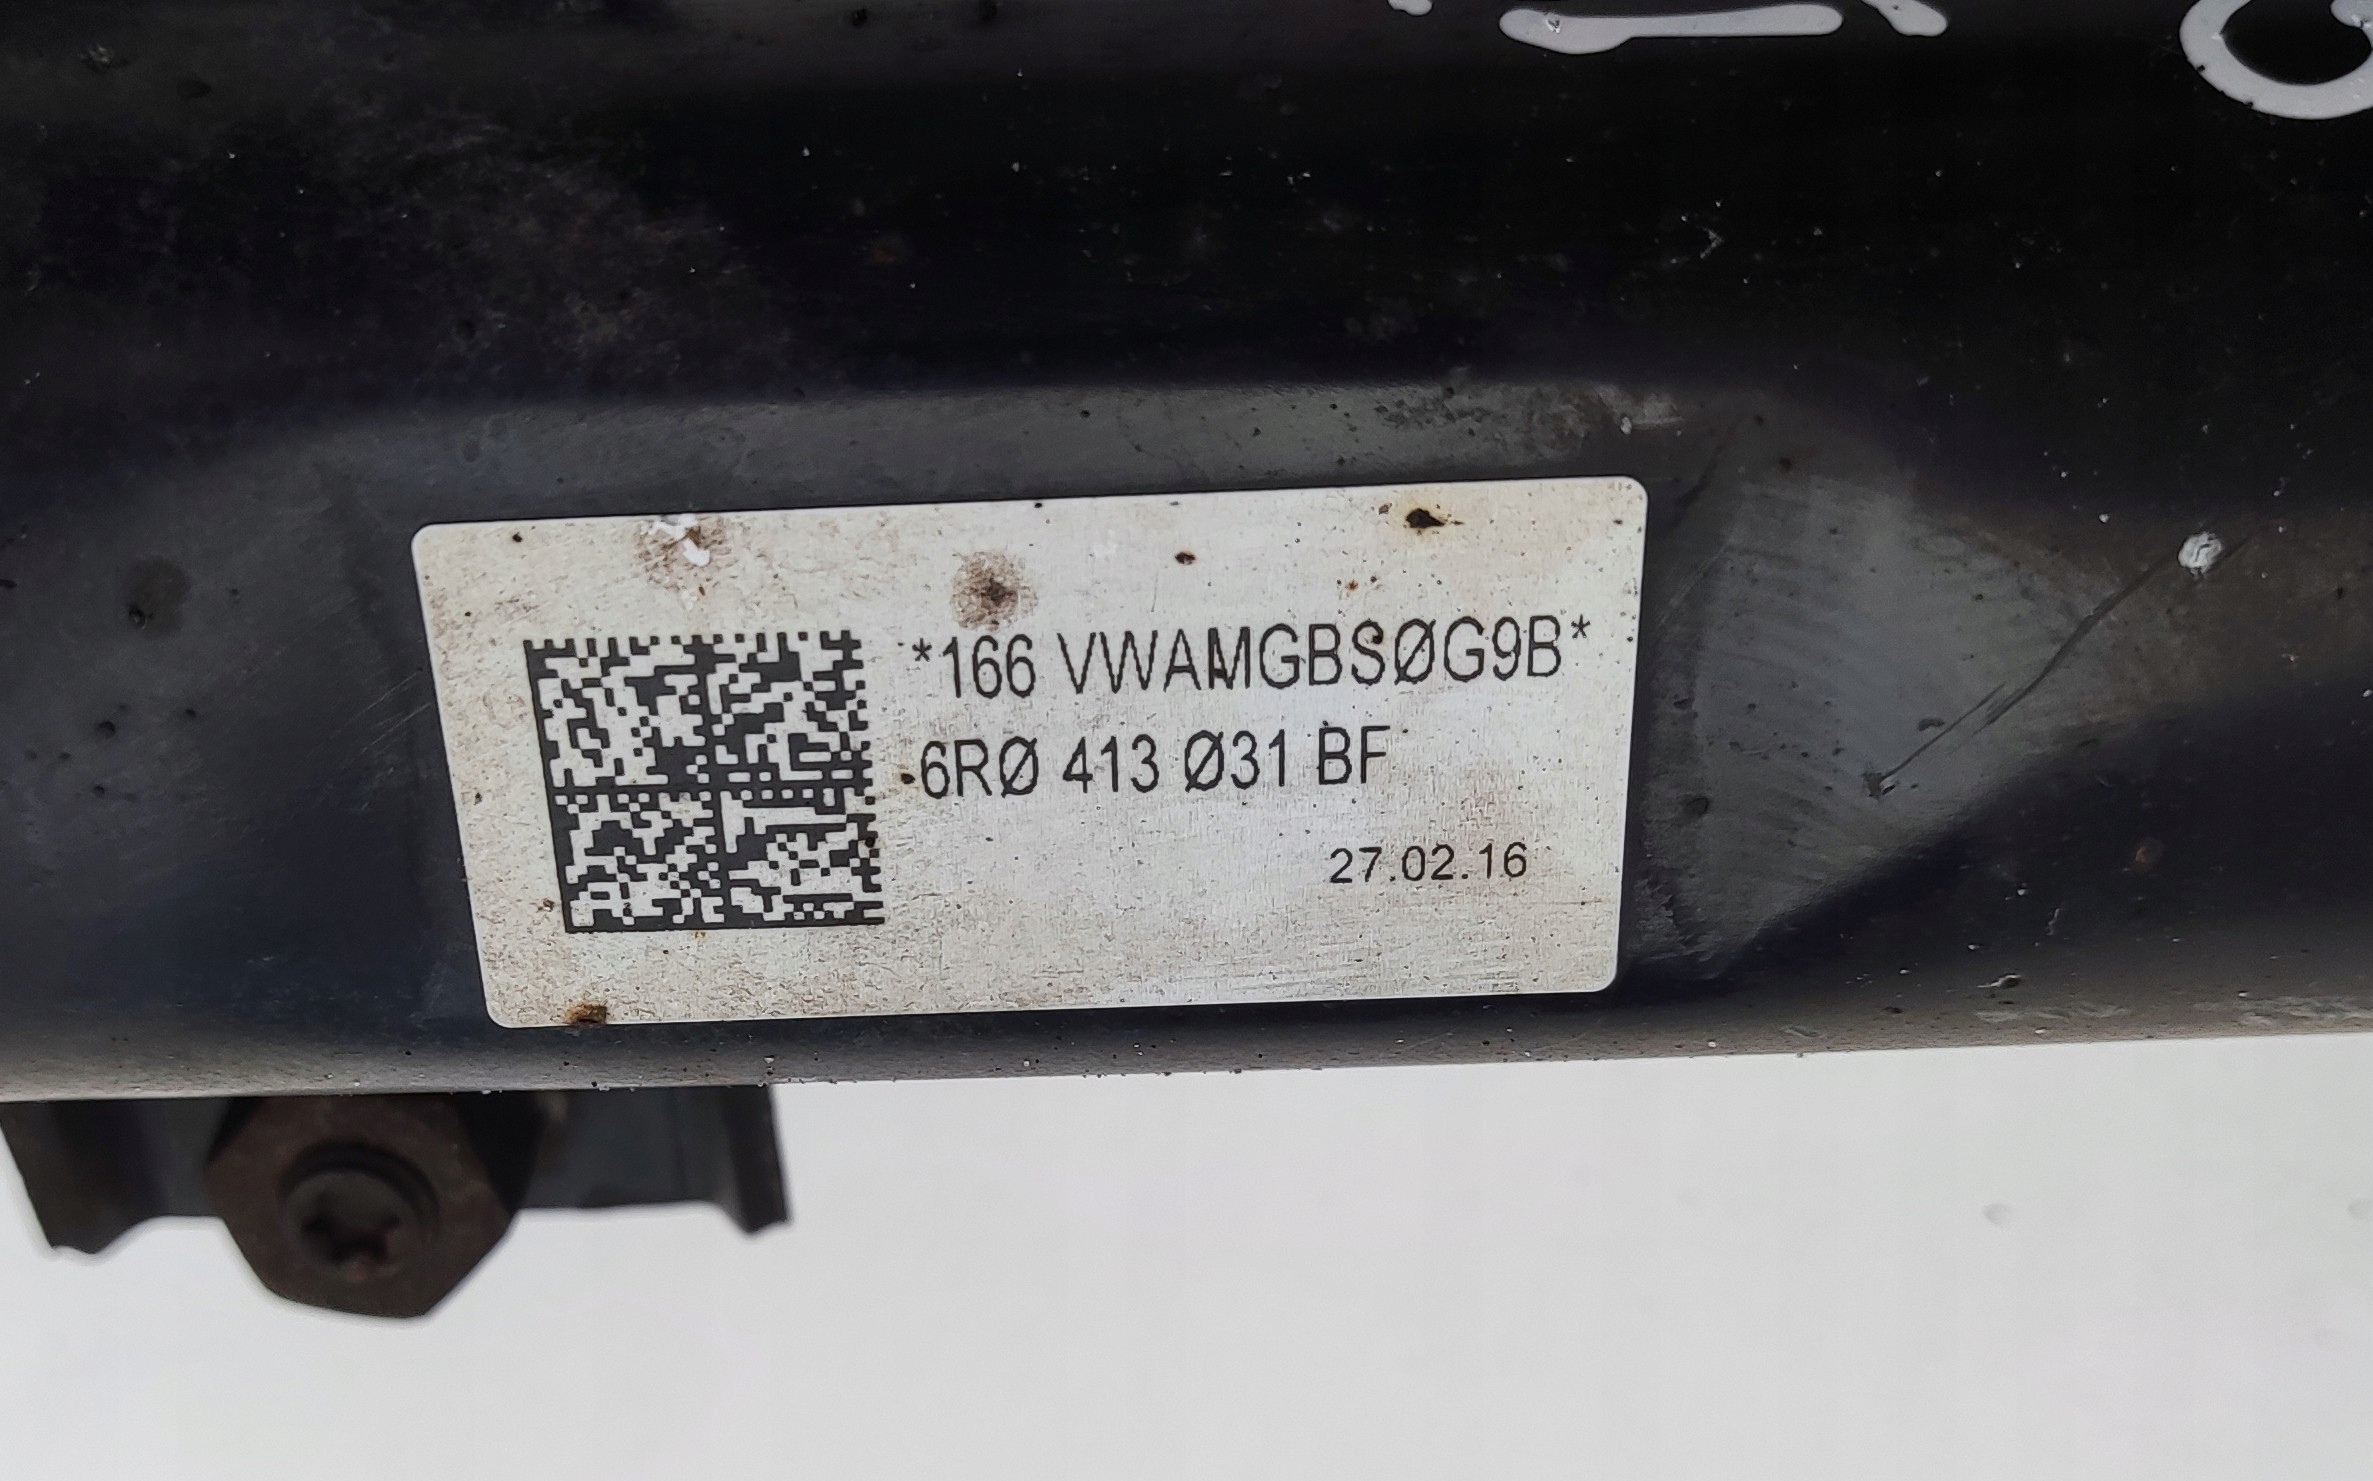 *166 VWAMGBSØG9B*
6RØ 413 Ø31 BF
27.02.16